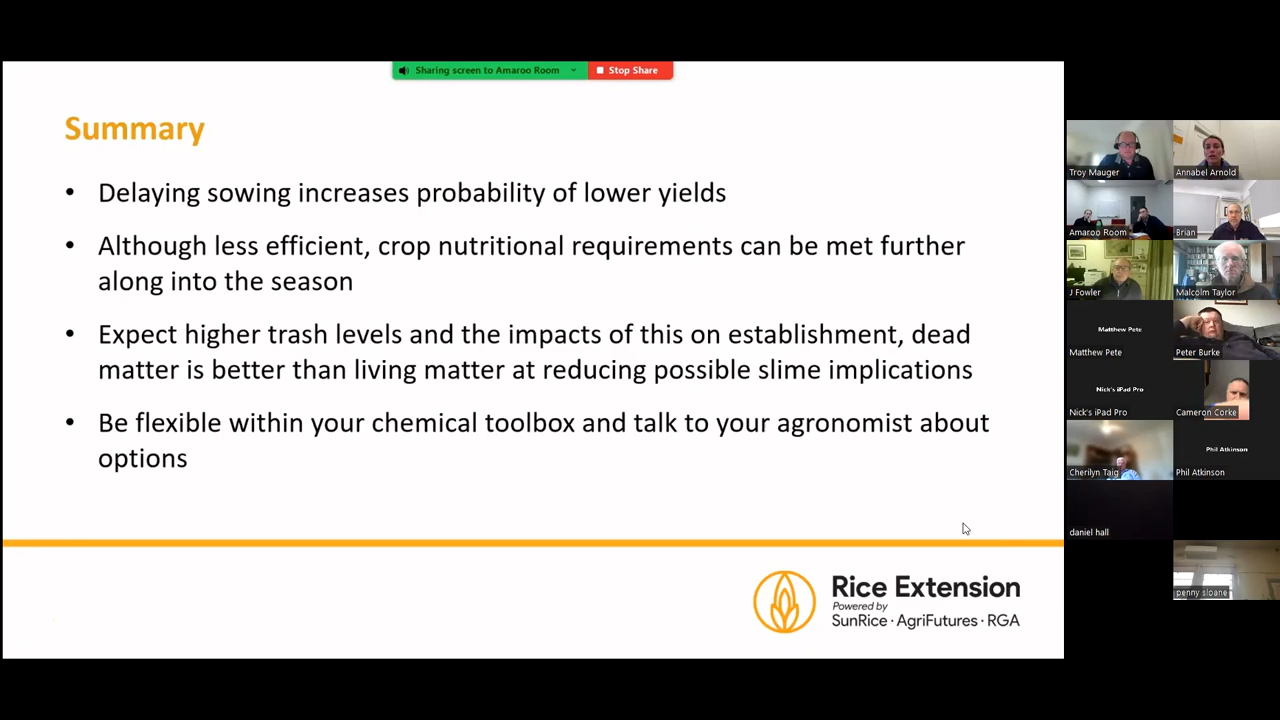 Sharing screen to Amaroo Room
Stop Share
Summary
• Delaying sowing increases probability of lower yields
• Although less efficient, crop nutritional requirements can be met further
along into the season
• Expect higher trash levels and the impacts of this on establishment, dead
matter is better than living matter at reducing possible slime implications
• Be flexible within your chemical toolbox and talk to your agronomist about
options
Rice Extension
Powered by
SunRice · AgriFutures · RGA
Troy Mauger
Annabel Arnold
Amaroo Room
Brian
J Fowler
Malcolm Taylor
Matthew Pete
Matthew Pete
Peter Burke
Nick's iPad Pro
Nick's iPad Pro
Cameron Corke
Cherilyn Taig
Phil Atkinson
Phil Atkinson
daniel hall
penny sloane